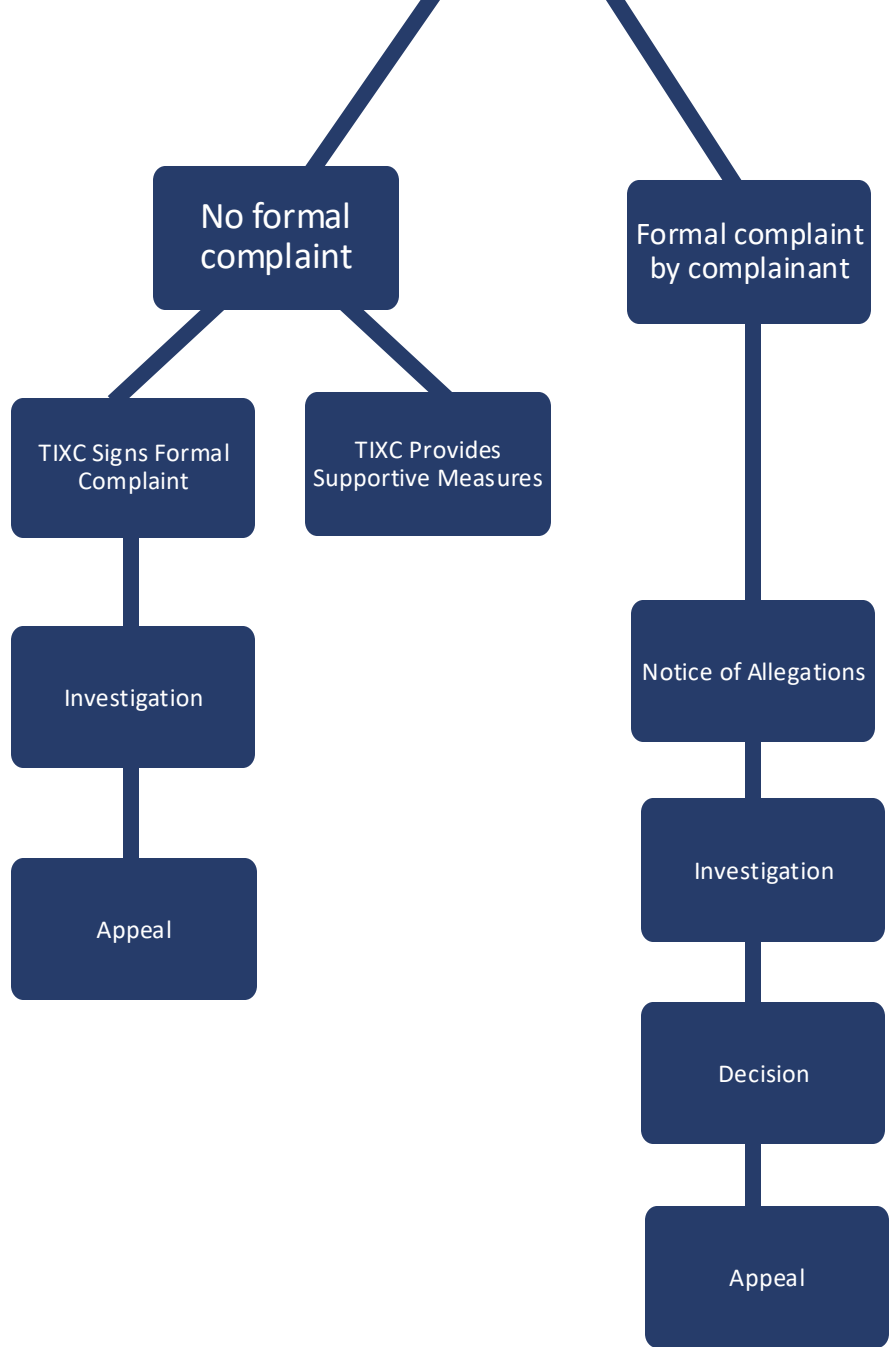 No formal
complaint
Formal complaint
by complainant
TIXC Signs Formal
Complaint
TIXC Provides
Supportive Measures
Investigation
Appeal
Notice of Allegations
Investigation
Decision
Appeal